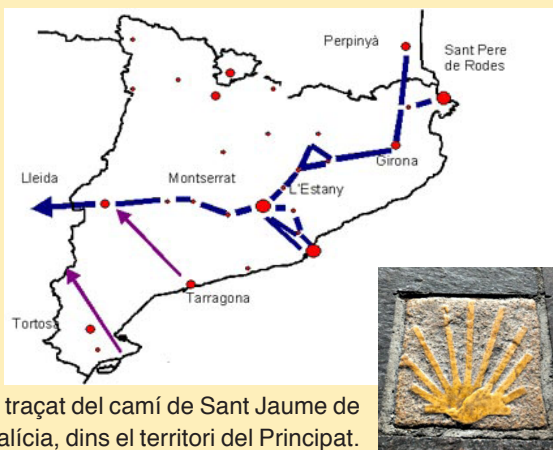 Perpinyà
Sant Pere
de Rodes
Girona
Lleida
Montserrat
L'Estany
Tarragona
Tortosa
traçat del camí de Sant Jaume de
alícia, dins el territori del Principat.